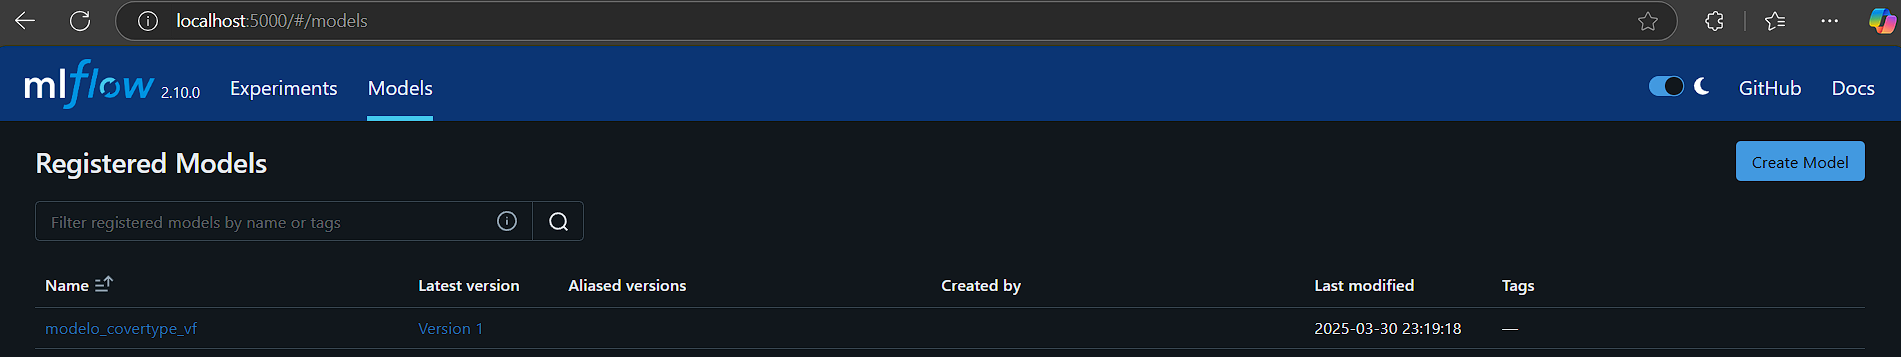 localhost:5000/#/models
mlflow 2.10.0 Experiments Models GitHub Docs
Registered Models
Create Model
Filter registered models by name or tags
Name Latest version Aliased versions Created by Last modified Tags
modelo_covertype_vf Version 1 2025-03-30 23:19:18 —